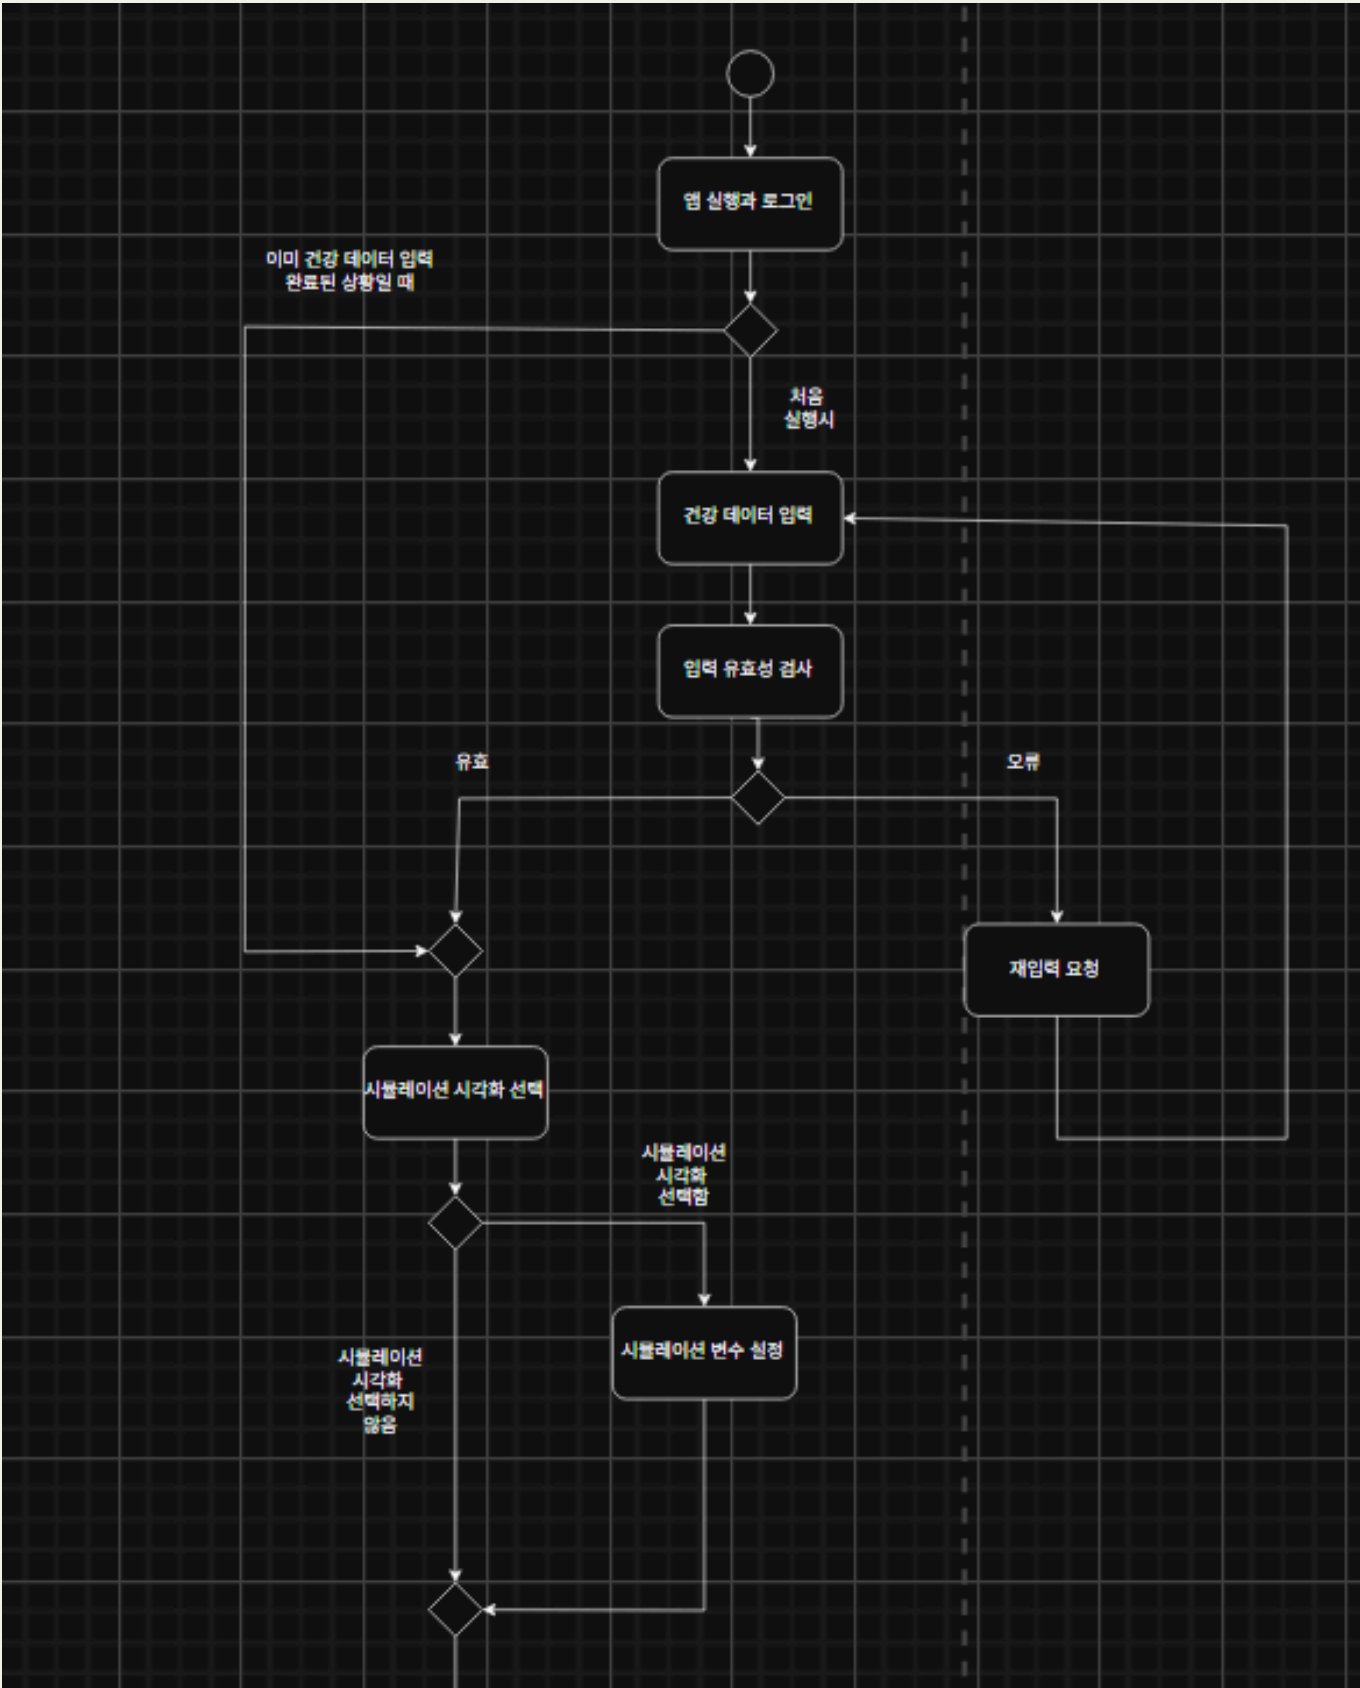 앱 실행과 로그인
이미 건강 데이터 입력
완료된 상황일 때
처음
실행시
건강 데이터 입력
입력 유효성 검사
유효
오류
재입력 요청
시뮬레이션 시각화 선택
시뮬레이션
시각화
선택함
시뮬레이션 변수 설정
시뮬레이션
시각화
선택하지
않음